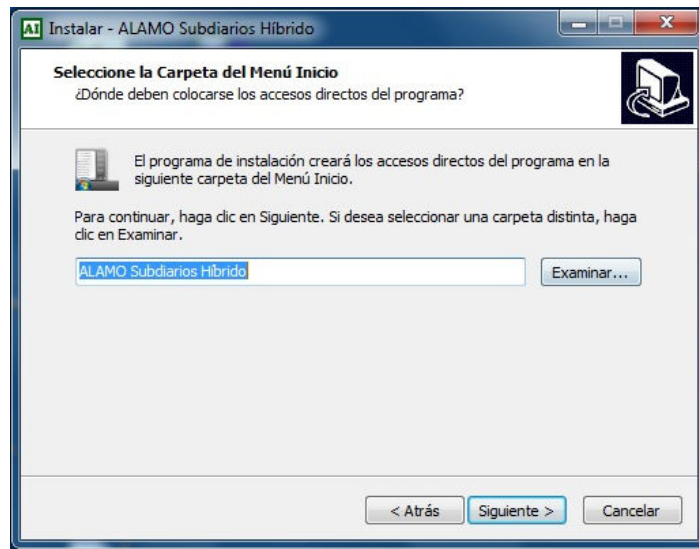 AI Instalar - ALAMO Subdiarios Híbrido
Seleccione la Carpeta del Menú Inicio
¿Dónde deben colocarse los accesos directos del programa?
El programa de instalación creará los accesos directos del programa en la
siguiente carpeta del Menú Inicio.
Para continuar, haga clic en Siguiente. Si desea seleccionar una carpeta distinta, haga
clic en Examinar.
ALAMO Subdiarios Híbrido
Examinar...
< Atrás
Siguiente >
Cancelar